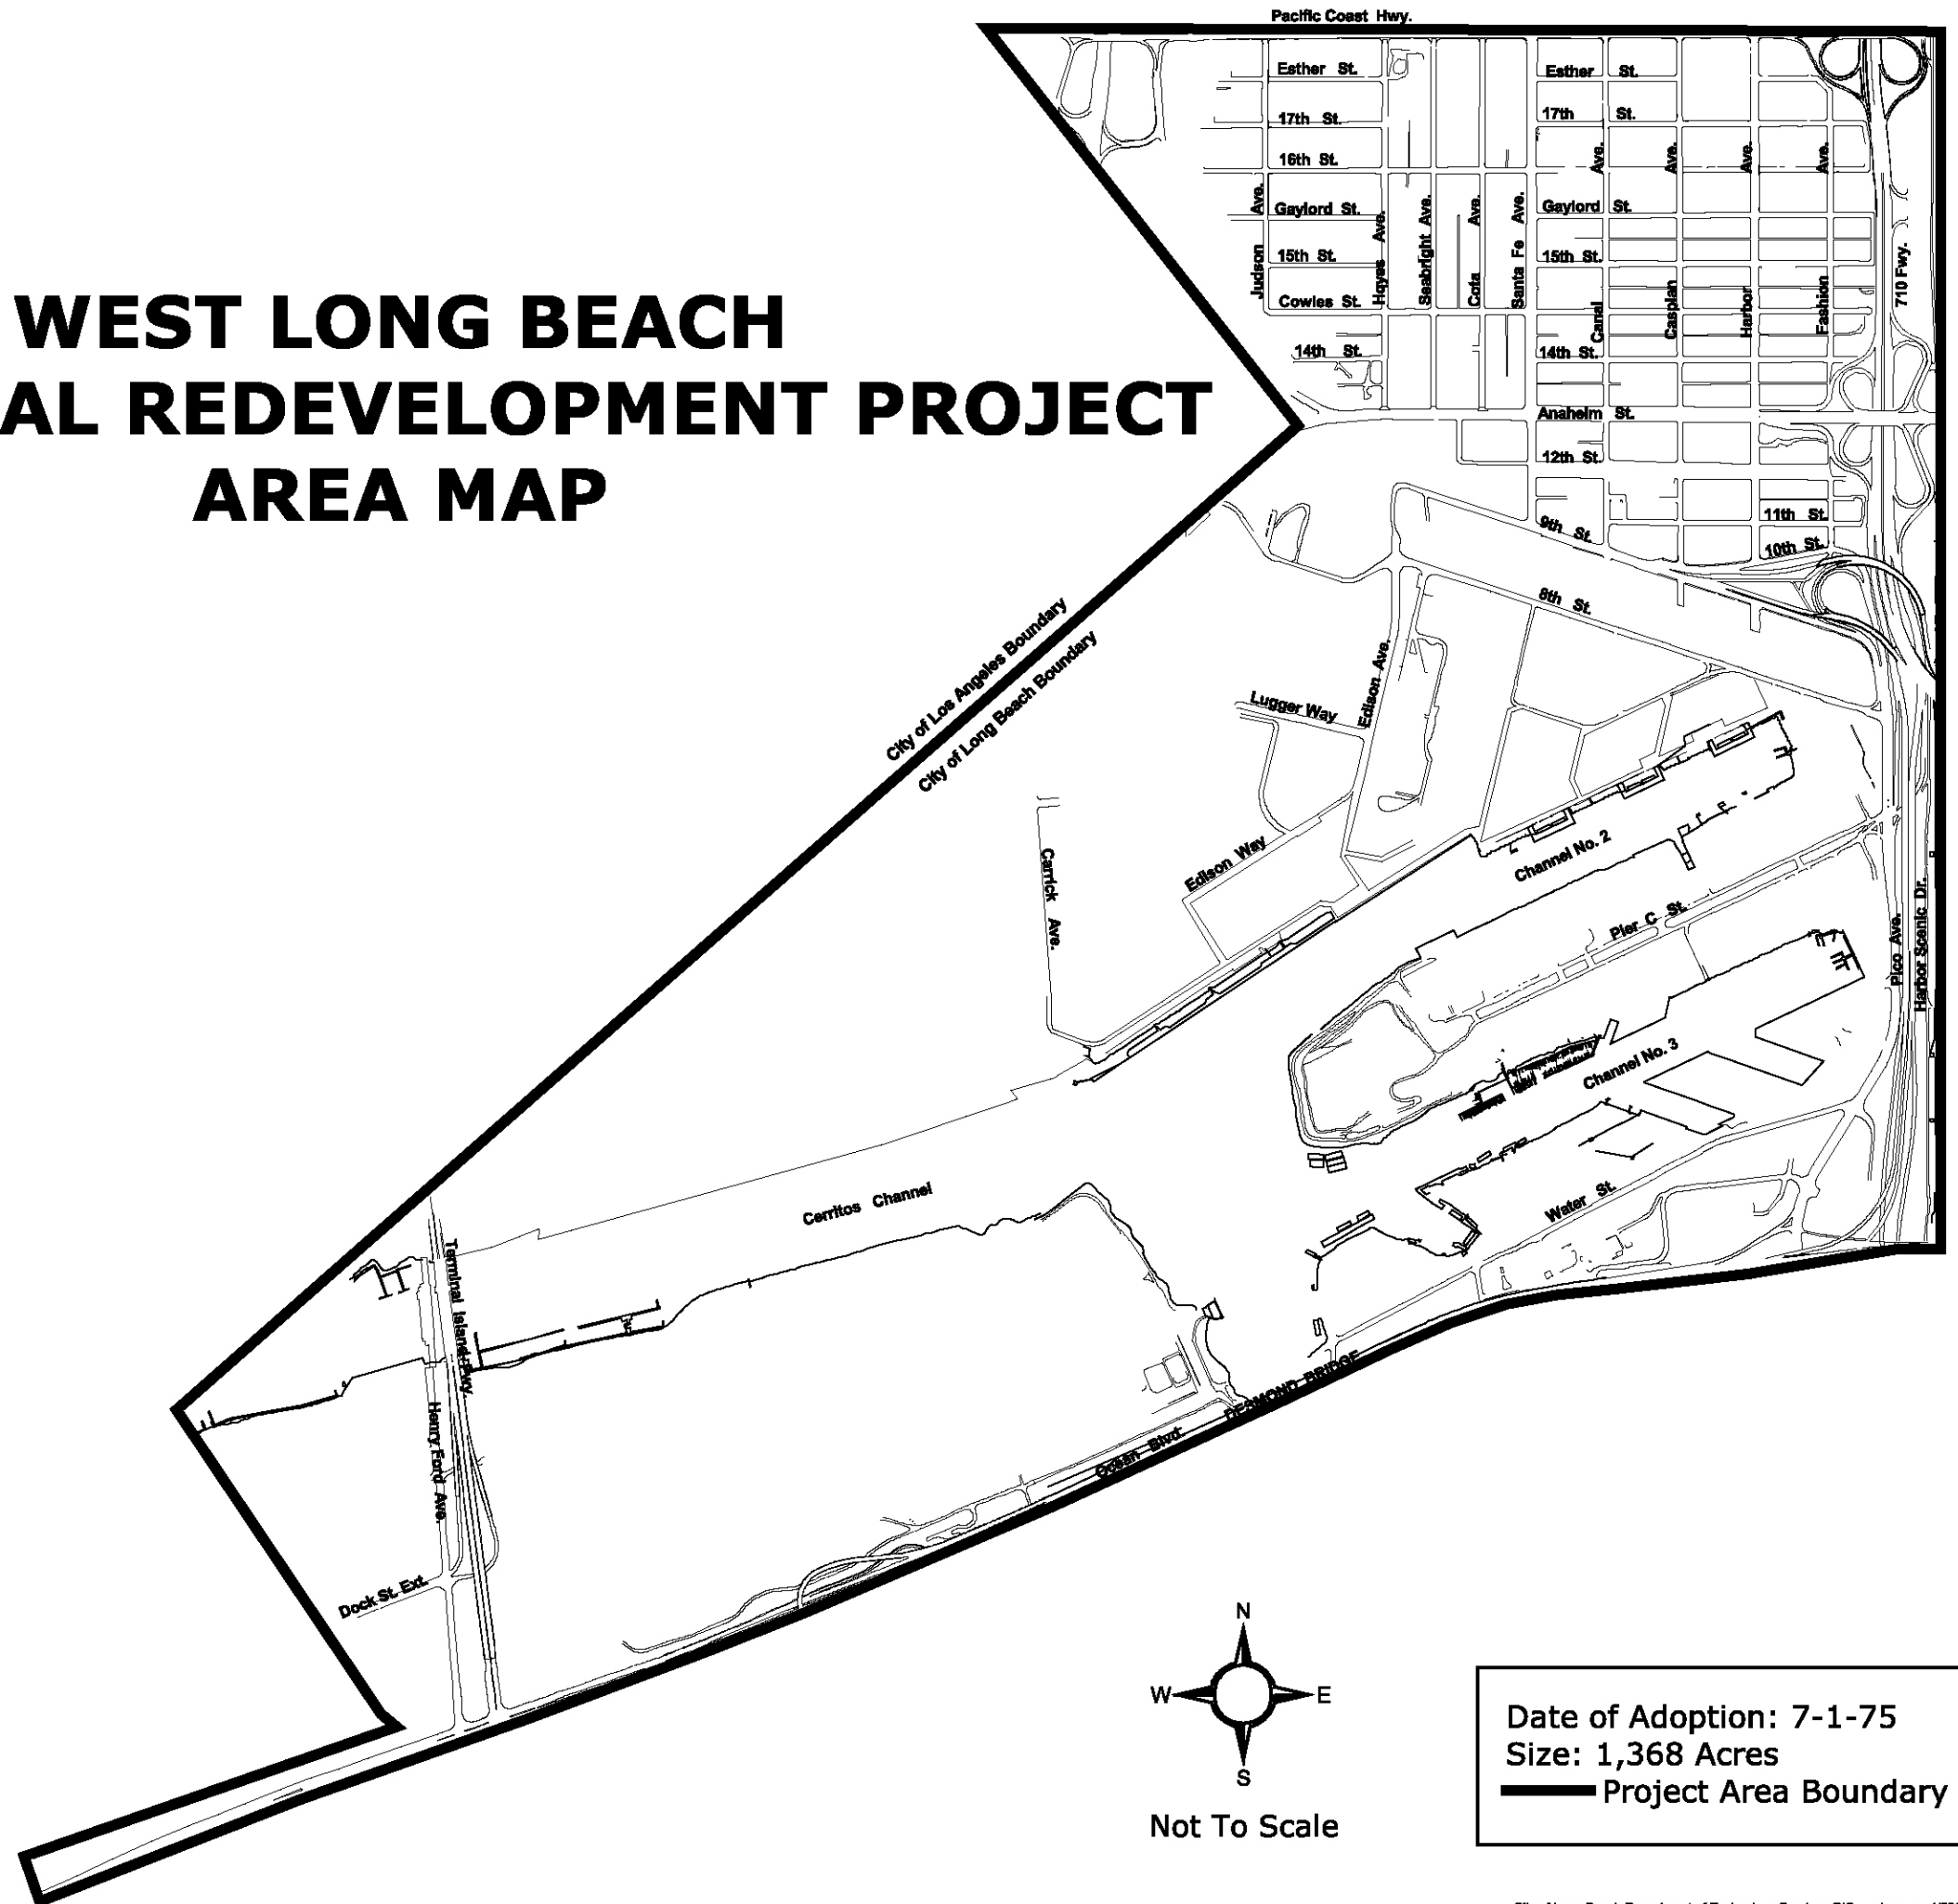 WEST LONG BEACH
AL REDEVELOPMENT PROJECT
AREA MAP
Pacific Coast Hwy.
Esther St.
Esther St.
17th St.
17th St.
16th St.
Gaylord St.
Gaylord St.
15th St.
15th St.
Cowles St.
14th St.
14th St.
Anaheim St.
12th St.
11th St.
10th St.
9th St.
8th St.
Judson Ave.
Hayes Ave.
Seabright Ave.
Cota Ave.
Santa Fe Ave.
Canal Ave.
Caspian Ave.
Harbor Ave.
Fashion Ave.
710 Fwy.
City of Los Angeles Boundary
City of Long Beach Boundary
Lugger Way
Edison Ave.
Edison Way
Carrick Ave.
Channel No. 2
Pier C St.
Pico Ave.
Harbor Scenic Dr.
Channel No. 3
Water St.
Cerritos Channel
Terminal Island Fwy.
Henry Ford Ave.
DESMOND BRIDGE
Ocean Blvd.
Dock St. Ext.
N
W
E
S
Not To Scale
Date of Adoption: 7-1-75
Size: 1,368 Acres
Project Area Boundary